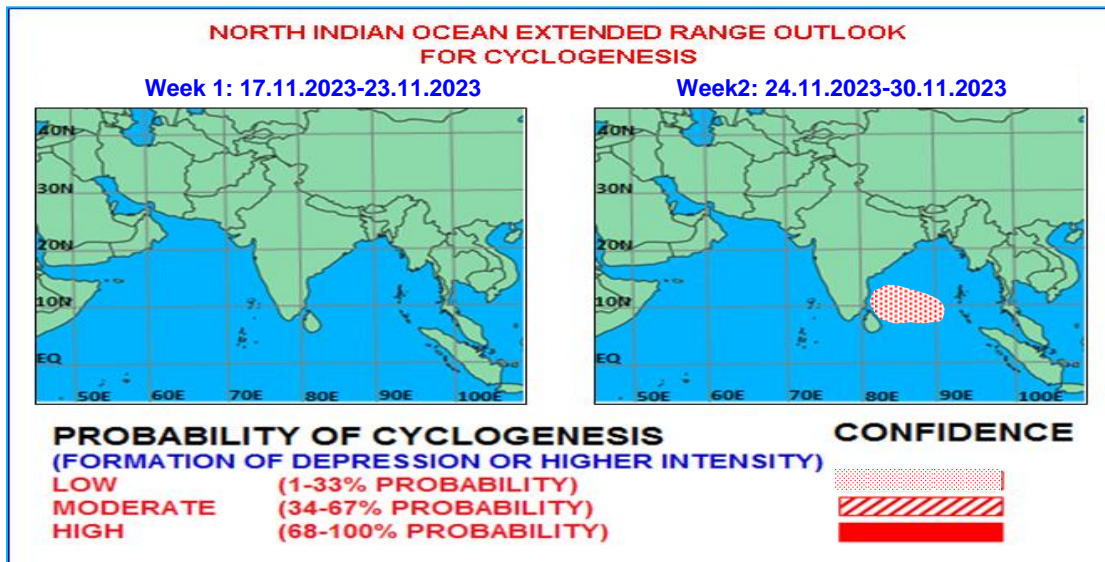 NORTH INDIAN OCEAN EXTENDED RANGE OUTLOOK
FOR CYCLOGENESIS
Week 1: 17.11.2023-23.11.2023
Week2: 24.11.2023-30.11.2023
40N
30N
20N
10N
EQ
50E 60E 70E 80E 90E 100E
40N
30N
20N
10N
EQ
50E 60E 70E 80E 90E 100E
PROBABILITY OF CYCLOGENESIS
(FORMATION OF DEPRESSION OR HIGHER INTENSITY)
CONFIDENCE
LOW (1-33% PROBABILITY)
MODERATE (34-67% PROBABILITY)
HIGH (68-100% PROBABILITY)